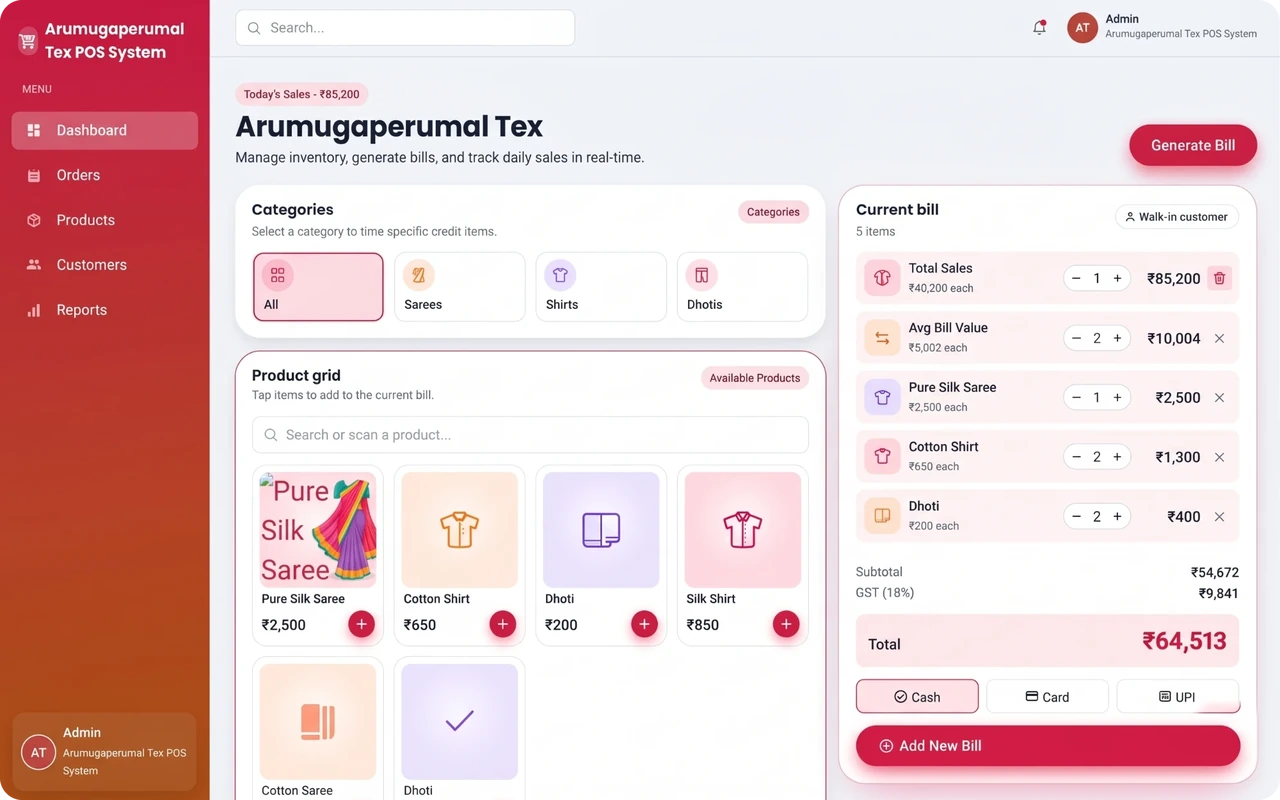 Arumugaperumal
Tex POS System
MENU
Dashboard
Orders
Products
Customers
Reports
AT
Admin
Arumugaperumal Tex POS
System
Search...
AT
Admin
Arumugaperumal Tex POS System
Today's Sales - ₹85,200
Arumugaperumal Tex
Manage inventory, generate bills, and track daily sales in real-time.
Generate Bill
Categories
Categories
Select a category to time specific credit items.
All
Sarees
Shirts
Dhotis
Product grid
Available Products
Tap items to add to the current bill.
Search or scan a product...
Pure
Silk
Saree
Pure Silk Saree
₹2,500
+
Cotton Shirt
₹650
+
Dhoti
₹200
+
Silk Shirt
₹850
+
Cotton Saree
Dhoti
Current bill
Walk-in customer
5 items
Total Sales
₹40,200 each
− 1 +
₹85,200
Avg Bill Value
₹5,002 each
− 2 +
₹10,004 ×
Pure Silk Saree
₹2,500 each
− 1 +
₹2,500 ×
Cotton Shirt
₹650 each
− 2 +
₹1,300 ×
Dhoti
₹200 each
− 2 +
₹400 ×
Subtotal ₹54,672
GST (18%) ₹9,841
Total ₹64,513
Cash
Card
UPI
Add New Bill